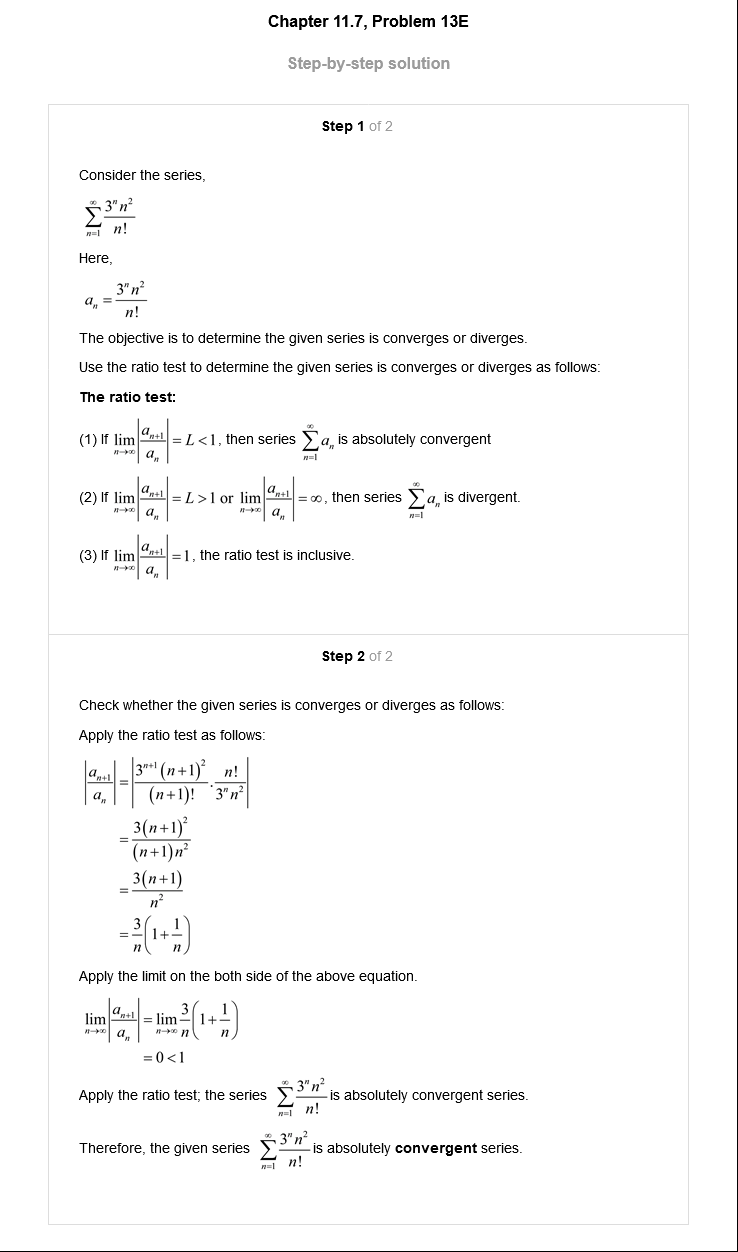 Chapter 11.7, Problem 13E
Step-by-step solution
Step 1 of 2
Consider the series,
$\sum_{n=1}^{\infty} \frac{3^n n^2}{n!}$
Here,
$a_n = \frac{3^n n^2}{n!}$
The objective is to determine the given series is converges or diverges.
Use the ratio test to determine the given series is converges or diverges as follows:
The ratio test:
(1) If $\lim_{n \to \infty} \left| \frac{a_{n+1}}{a_n} \right| = L < 1$, then series $\sum_{n=1}^{\infty} a_n$ is absolutely convergent
(2) If $\lim_{n \to \infty} \left| \frac{a_{n+1}}{a_n} \right| = L > 1$ or $\lim_{n \to \infty} \left| \frac{a_{n+1}}{a_n} \right| = \infty$, then series $\sum_{n=1}^{\infty} a_n$ is divergent.
(3) If $\lim_{n \to \infty} \left| \frac{a_{n+1}}{a_n} \right| = 1$, the ratio test is inclusive.
Step 2 of 2
Check whether the given series is converges or diverges as follows:
Apply the ratio test as follows:
$\left| \frac{a_{n+1}}{a_n} \right| = \left| \frac{3^{n+1} (n+1)^2}{(n+1)!} \cdot \frac{n!}{3^n n^2} \right|$
$= \frac{3(n+1)^2}{(n+1) n^2}$
$= \frac{3(n+1)}{n^2}$
$= \frac{3}{n} \left( 1 + \frac{1}{n} \right)$
Apply the limit on the both side of the above equation.
$\lim_{n \to \infty} \left| \frac{a_{n+1}}{a_n} \right| = \lim_{n \to \infty} \frac{3}{n} \left( 1 + \frac{1}{n} \right)$
$= 0 < 1$
Apply the ratio test; the series $\sum_{n=1}^{\infty} \frac{3^n n^2}{n!}$ is absolutely convergent series.
Therefore, the given series $\sum_{n=1}^{\infty} \frac{3^n n^2}{n!}$ is absolutely convergent series.